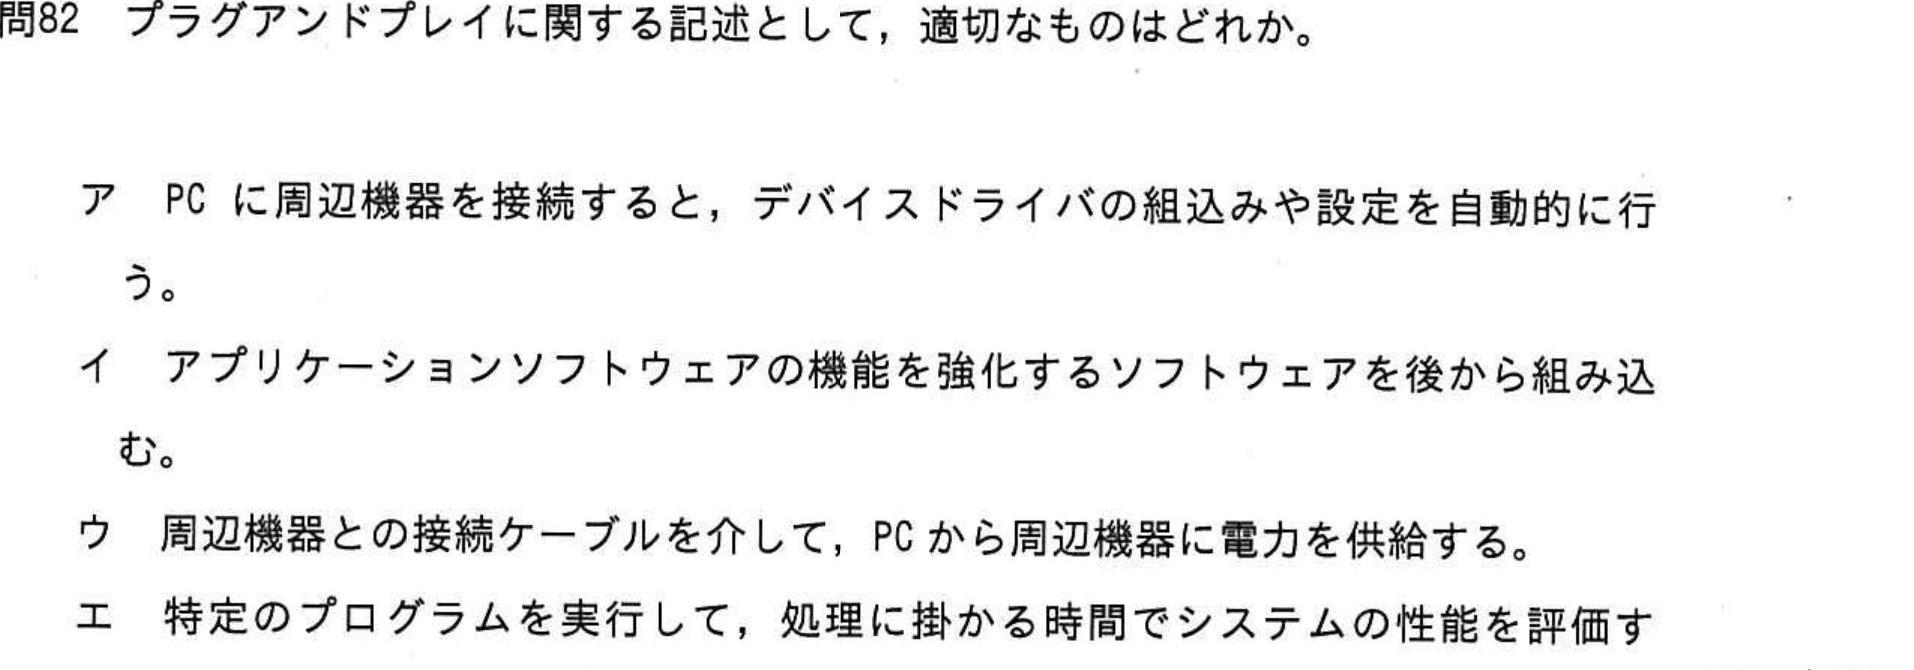 問82　プラグアンドプレイに関する記述として，適切なものはどれか。
ア　PC に周辺機器を接続すると，デバイスドライバの組込みや設定を自動的に行
う。
イ　アプリケーションソフトウェアの機能を強化するソフトウェアを後から組み込
む。
ウ　周辺機器との接続ケーブルを介して，PC から周辺機器に電力を供給する。
エ　特定のプログラムを実行して，処理に掛かる時間でシステムの性能を評価す